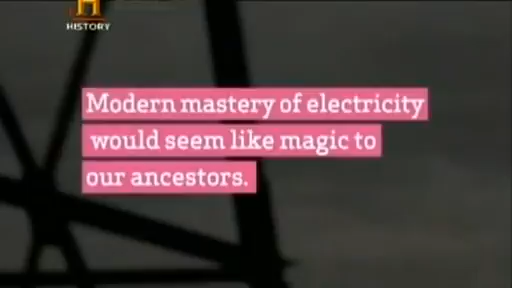 HISTORY
Modern mastery of electricity
would seem like magic to
our ancestors.